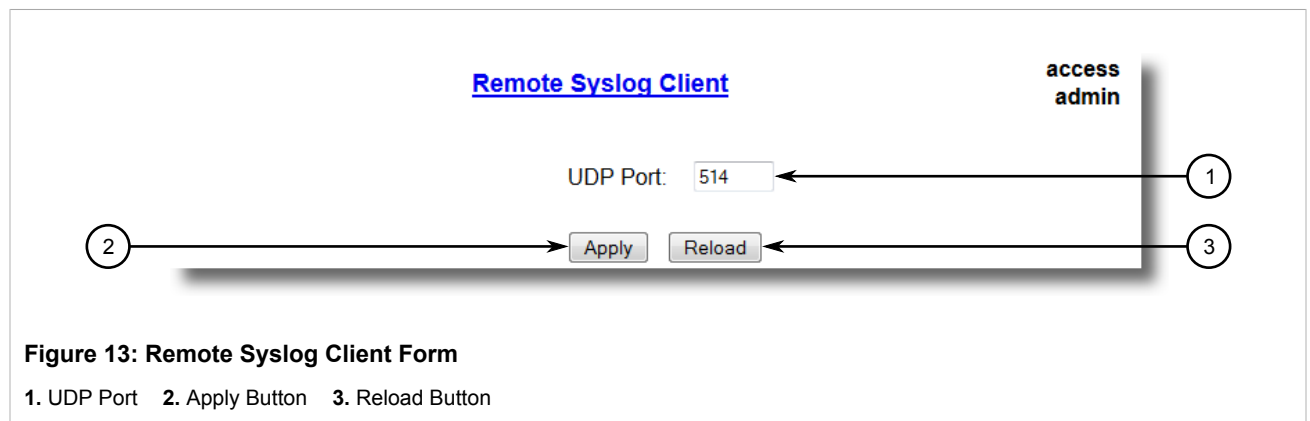 Remote Syslog Client
access
admin
UDP Port: 514
1
2
Apply Reload
3
Figure 13: Remote Syslog Client Form
1. UDP Port 2. Apply Button 3. Reload Button